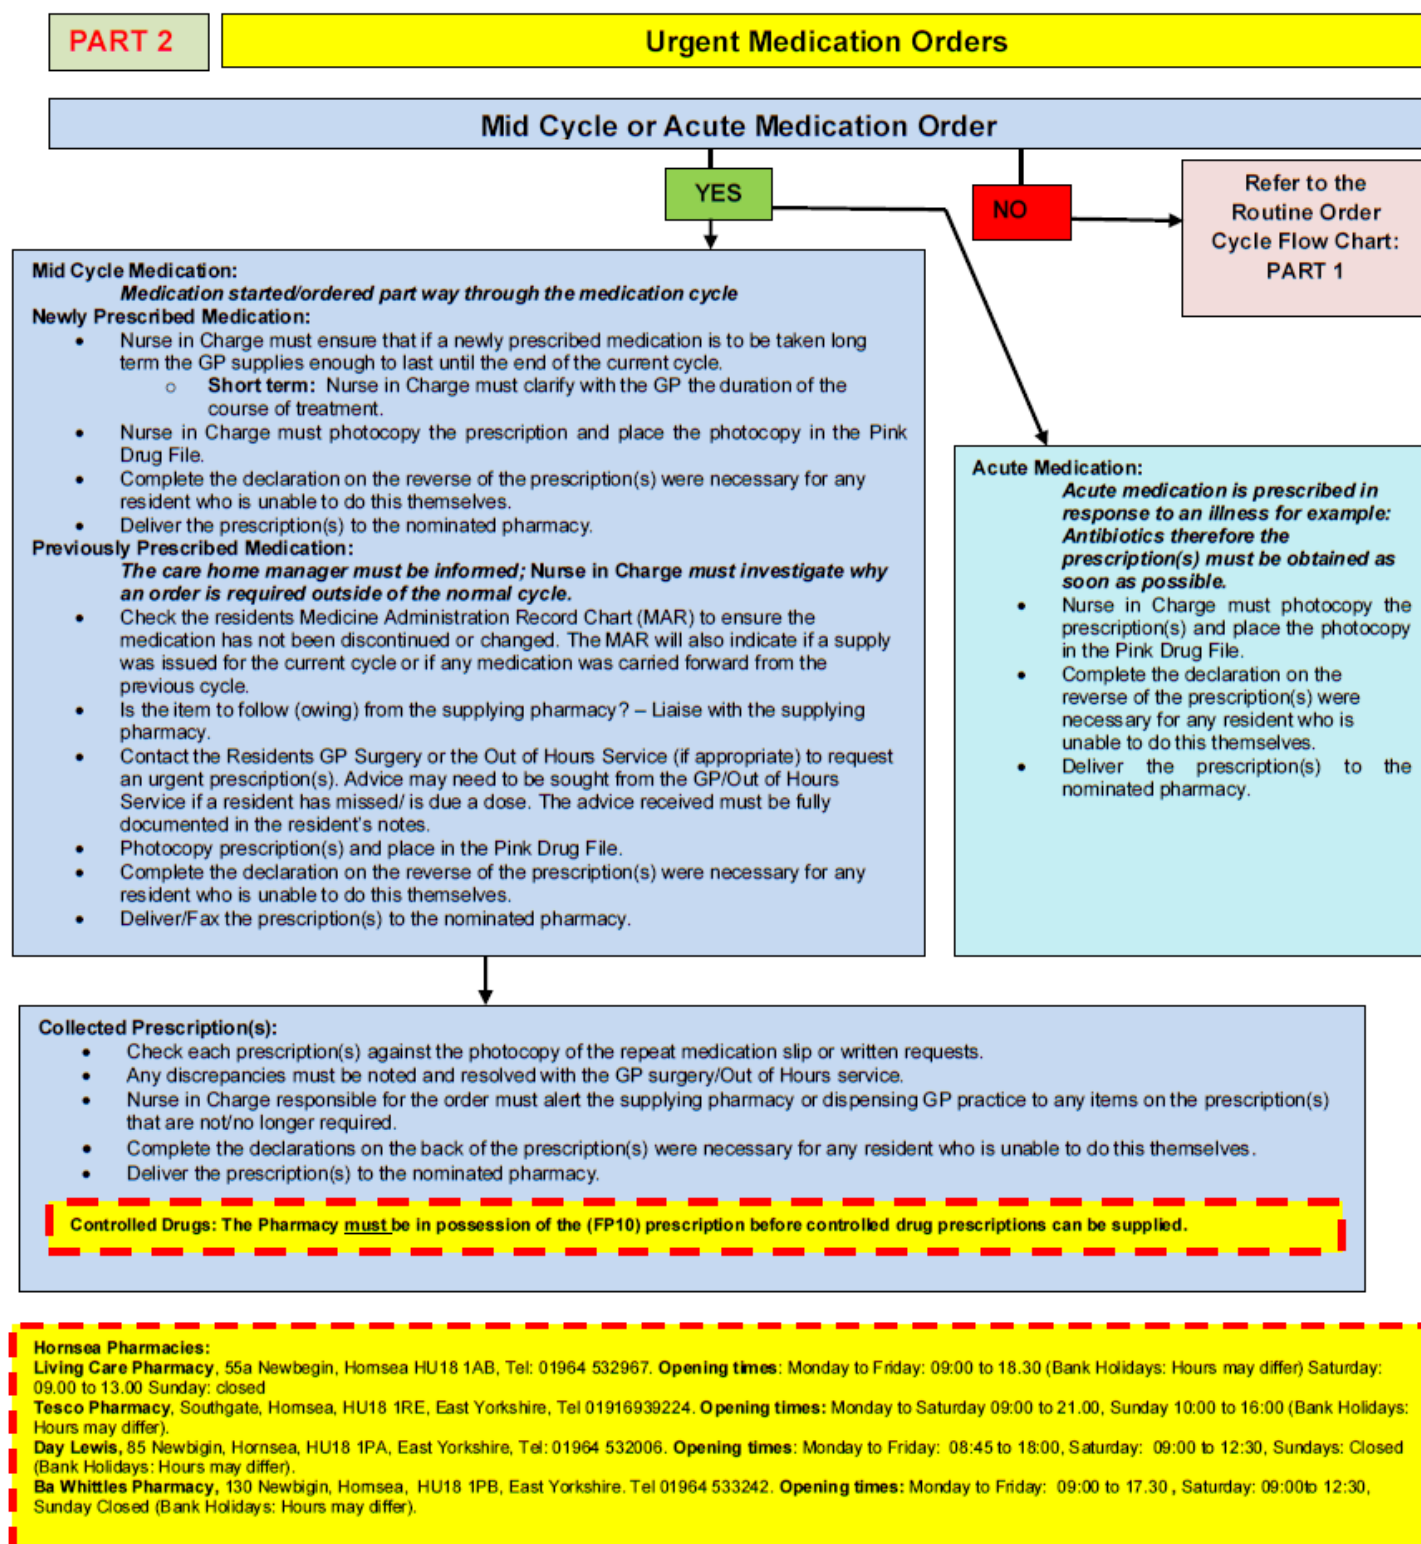 PART 2
Urgent Medication Orders
Mid Cycle or Acute Medication Order
YES
NO
Refer to the
Routine Order
Cycle Flow Chart:
PART 1
Mid Cycle Medication:
Medication started/ordered part way through the medication cycle
Newly Prescribed Medication:
• Nurse in Charge must ensure that if a newly prescribed medication is to be taken long
term the GP supplies enough to last until the end of the current cycle.
o Short term: Nurse in Charge must clarify with the GP the duration of the
course of treatment.
• Nurse in Charge must photocopy the prescription and place the photocopy in the Pink
Drug File.
• Complete the declaration on the reverse of the prescription(s) were necessary for any
resident who is unable to do this themselves.
• Deliver the prescription(s) to the nominated pharmacy.
Previously Prescribed Medication:
The care home manager must be informed; Nurse in Charge must investigate why
an order is required outside of the normal cycle.
• Check the residents Medicine Administration Record Chart (MAR) to ensure the
medication has not been discontinued or changed. The MAR will also indicate if a supply
was issued for the current cycle or if any medication was carried forward from the
previous cycle.
• Is the item to follow (owing) from the supplying pharmacy? – Liaise with the supplying
pharmacy.
• Contact the Residents GP Surgery or the Out of Hours Service (if appropriate) to request
an urgent prescription(s). Advice may need to be sought from the GP/Out of Hours
Service if a resident has missed/ is due a dose. The advice received must be fully
documented in the resident's notes.
• Photocopy prescription(s) and place in the Pink Drug File.
• Complete the declaration on the reverse of the prescription(s) were necessary for any
resident who is unable to do this themselves.
• Deliver/Fax the prescription(s) to the nominated pharmacy.
Acute Medication:
Acute medication is prescribed in
response to an illness for example:
Antibiotics therefore the
prescription(s) must be obtained as
soon as possible.
• Nurse in Charge must photocopy the
prescription(s) and place the photocopy
in the Pink Drug File.
• Complete the declaration on the
reverse of the prescription(s) were
necessary for any resident who is
unable to do this themselves.
• Deliver the prescription(s) to the
nominated pharmacy.
Collected Prescription(s):
• Check each prescription(s) against the photocopy of the repeat medication slip or written requests.
• Any discrepancies must be noted and resolved with the GP surgery/Out of Hours service.
• Nurse in Charge responsible for the order must alert the supplying pharmacy or dispensing GP practice to any items on the prescription(s)
that are not/no longer required.
• Complete the declarations on the back of the prescription(s) were necessary for any resident who is unable to do this themselves.
• Deliver the prescription(s) to the nominated pharmacy.
Controlled Drugs: The Pharmacy must be in possession of the (FP10) prescription before controlled drug prescriptions can be supplied.
Hornsea Pharmacies:
Living Care Pharmacy, 55a Newbegin, Hornsea HU18 1AB, Tel: 01964 532967. Opening times: Monday to Friday: 09:00 to 18.30 (Bank Holidays: Hours may differ) Saturday:
09.00 to 13.00 Sunday: closed
Tesco Pharmacy, Southgate, Hornsea, HU18 1RE, East Yorkshire, Tel 01916939224. Opening times: Monday to Saturday 09:00 to 21.00, Sunday 10:00 to 16:00 (Bank Holidays:
Hours may differ).
Day Lewis, 85 Newbigin, Hornsea, HU18 1PA, East Yorkshire, Tel: 01964 532006. Opening times: Monday to Friday: 08:45 to 18:00, Saturday: 09:00 to 12:30, Sundays: Closed
(Bank Holidays: Hours may differ).
Ba Whittles Pharmacy, 130 Newbigin, Hornsea, HU18 1PB, East Yorkshire. Tel 01964 533242. Opening times: Monday to Friday: 09:00 to 17.30 , Saturday: 09:00to 12:30,
Sunday Closed (Bank Holidays: Hours may differ).